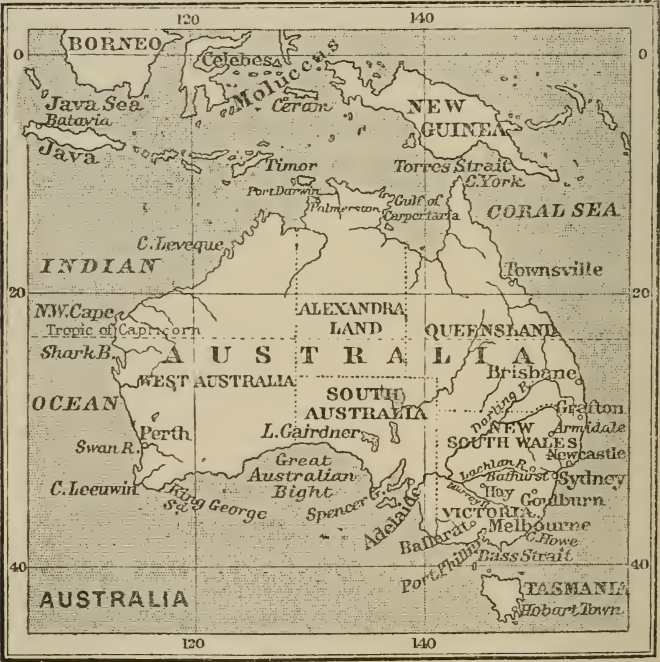 120 140
0 BORNEO 0
Celebes
Moluccas
Java Sea
Ceram
Batavia
NEW
GUINEA
Java
Timor
Torres Strait
Port Darwin
C. York
Palmerston
Gulf of
Carpentaria
CORAL SEA
C. Leveque
INDIAN
Townsville
20 20
N.W. Cape
ALEXANDRA
LAND
Tropic of Capricorn
QUEENSLAND
Shark B.
AUSTRALIA
Brisbane
WEST AUSTRALIA
SOUTH
AUSTRALIA
Darling R.
OCEAN
Grafton
Armidale
Perth
L. Gairdner
NEW
SOUTH WALES
Swan R.
Newcastle
Great
Australian
Bight
Lachlan R.
Bathurst
Sydney
C. Leeuwin
King George
Sd.
Spencer G.
Murray R.
Hay
Goulburn
Adelaide
VICTORIA
Ballarat
Melbourne
C. Howe
Port Phillip
Bass Strait
40 40
AUSTRALIA
TASMANIA
Hobart Town
120 140